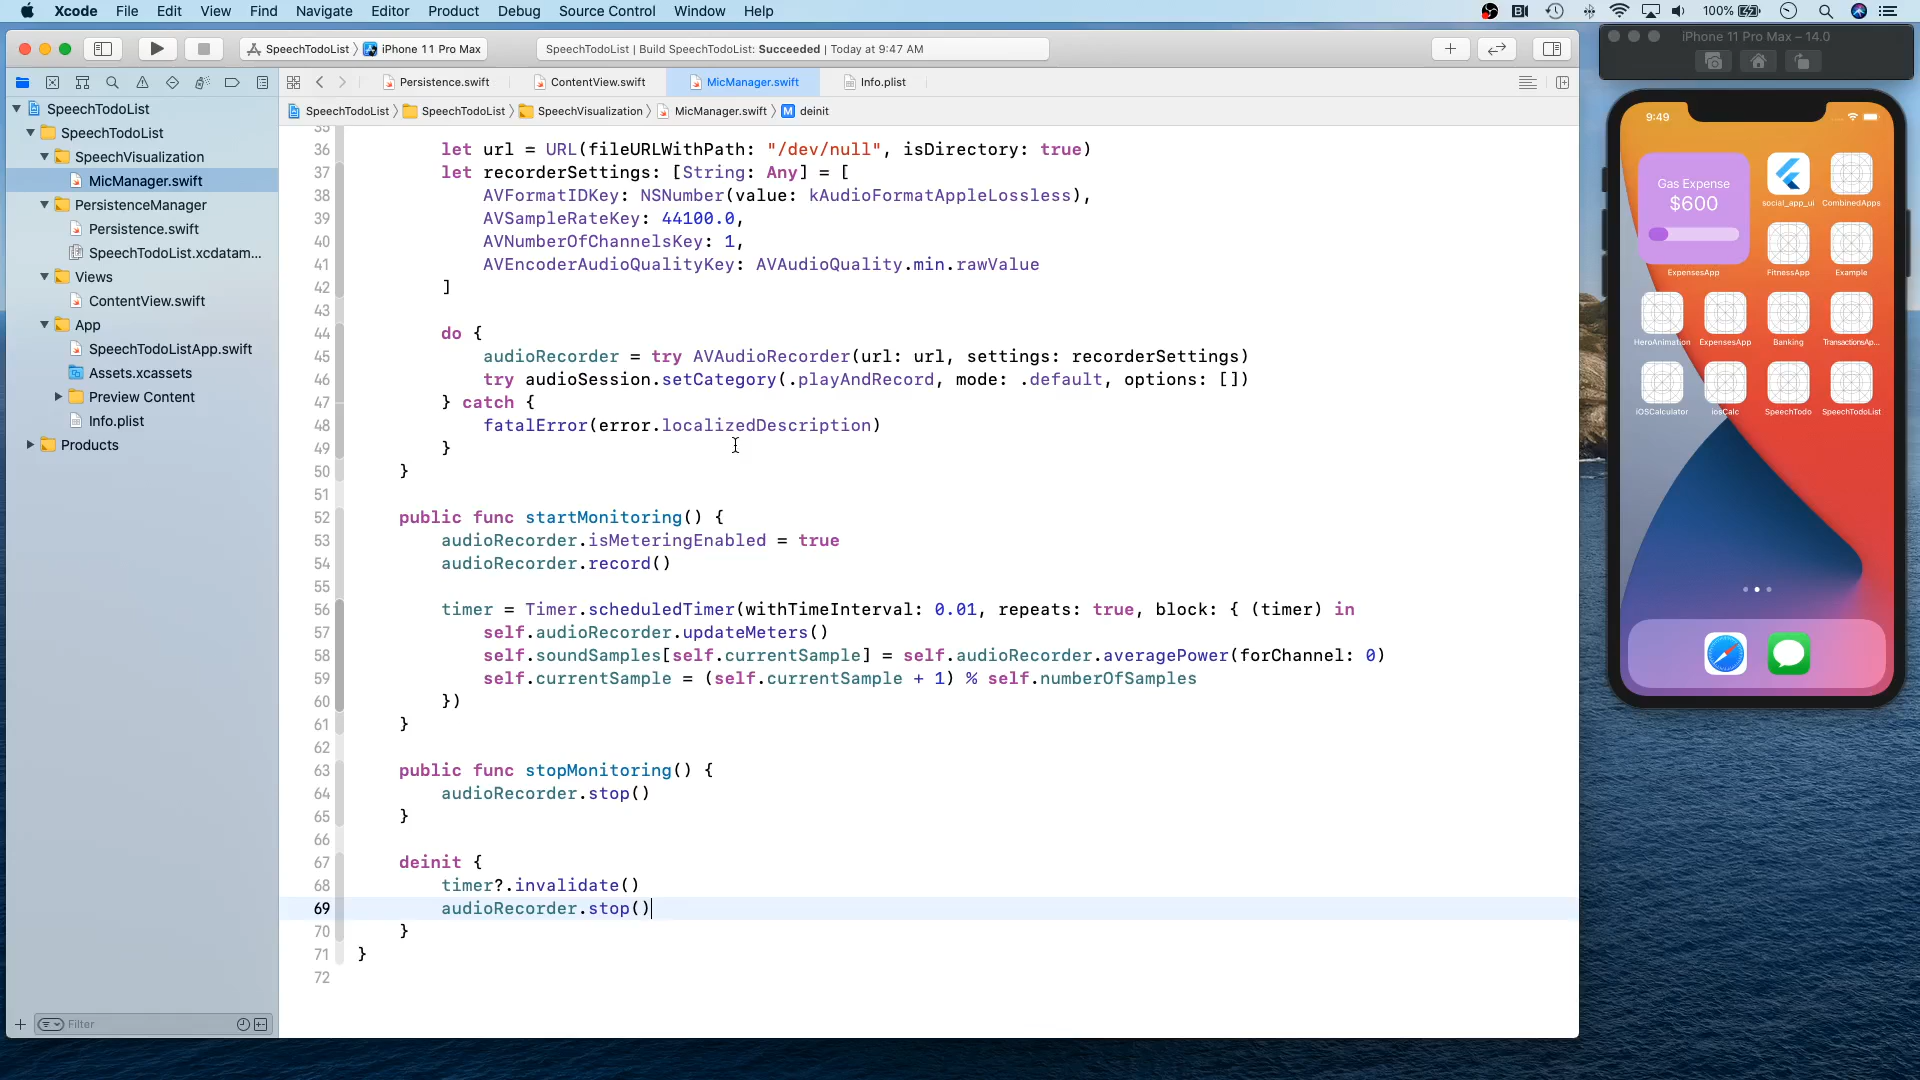 Xcode File Edit View Find Navigate Editor Product Debug Source Control Window Help 100%
SpeechTodoList iPhone 11 Pro Max SpeechTodoList | Build SpeechTodoList: Succeeded | Today at 9:47 AM
Persistence.swift ContentView.swift MicManager.swift Info.plist
SpeechTodoList SpeechTodoList SpeechVisualization MicManager.swift M deinit
SpeechTodoList
SpeechTodoList
SpeechVisualization
MicManager.swift
PersistenceManager
Persistence.swift
SpeechTodoList.xcdatam...
Views
ContentView.swift
App
SpeechTodoListApp.swift
Assets.xcassets
Preview Content
Info.plist
Products
Filter
35
36 let url = URL(fileURLWithPath: "/dev/null", isDirectory: true)
37 let recorderSettings: [String: Any] = [
38 AVFormatIDKey: NSNumber(value: kAudioFormatAppleLossless),
39 AVSampleRateKey: 44100.0,
40 AVNumberOfChannelsKey: 1,
41 AVEncoderAudioQualityKey: AVAudioQuality.min.rawValue
42 ]
43
44 do {
45 audioRecorder = try AVAudioRecorder(url: url, settings: recorderSettings)
46 try audioSession.setCategory(.playAndRecord, mode: .default, options: [])
47 } catch {
48 fatalError(error.localizedDescription)
49 }
50 }
51
52 public func startMonitoring() {
53 audioRecorder.isMeteringEnabled = true
54 audioRecorder.record()
55
56 timer = Timer.scheduledTimer(withTimeInterval: 0.01, repeats: true, block: { (timer) in
57 self.audioRecorder.updateMeters()
58 self.soundSamples[self.currentSample] = self.audioRecorder.averagePower(forChannel: 0)
59 self.currentSample = (self.currentSample + 1) % self.numberOfSamples
60 })
61 }
62
63 public func stopMonitoring() {
64 audioRecorder.stop()
65 }
66
67 deinit {
68 timer?.invalidate()
69 audioRecorder.stop()
70 }
71 }
72
iPhone 11 Pro Max – 14.0
9:49
Gas Expense
$600
ExpensesApp
social_app_ui CombinedApps
FitnessApp Example
HeroAnimation ExpensesApp Banking TransactionsAp...
iOSCalculator iosCalc SpeechTodo SpeechTodoList